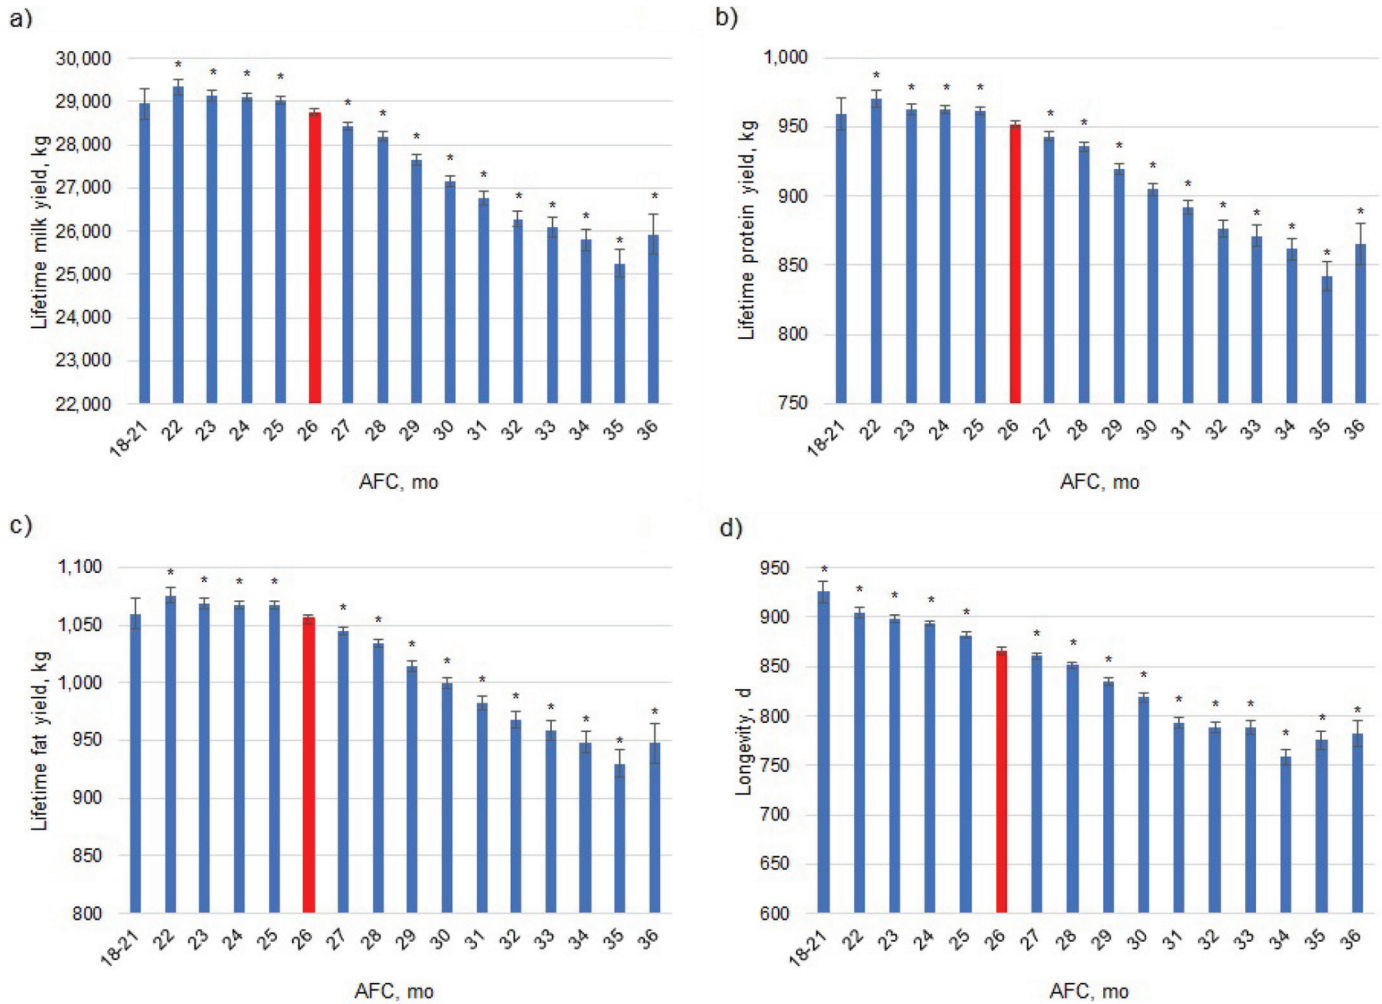 a)
Lifetime milk yield, kg
30,000
29,000
28,000
27,000
26,000
25,000
24,000
23,000
22,000
* * * * * * * * * * * * * *
18-21 22 23 24 25 26 27 28 29 30 31 32 33 34 35 36
AFC, mo
b)
Lifetime protein yield, kg
1,000
950
900
850
800
750
* * * * * * * * * * * * * *
18-21 22 23 24 25 26 27 28 29 30 31 32 33 34 35 36
AFC, mo
c)
Lifetime fat yield, kg
1,100
1,050
1,000
950
900
850
800
* * * * * * * * * * * * * *
18-21 22 23 24 25 26 27 28 29 30 31 32 33 34 35 36
AFC, mo
d)
Longevity, d
950
900
850
800
750
700
650
600
* * * * * * * * * * * * * * *
18-21 22 23 24 25 26 27 28 29 30 31 32 33 34 35 36
AFC, mo